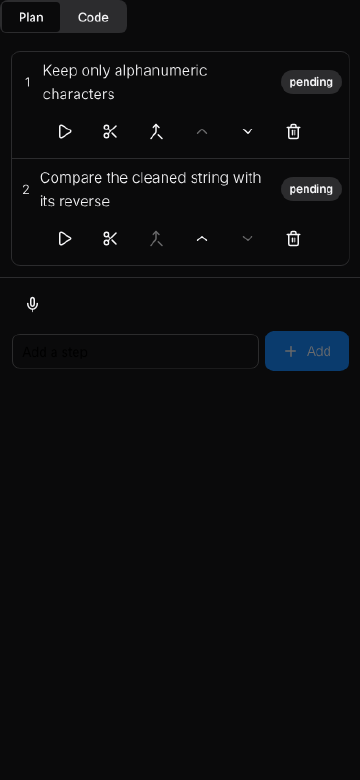 Plan Code
1 Keep only alphanumeric
characters
pending
2 Compare the cleaned string with
its reverse
pending
Add a step
Add